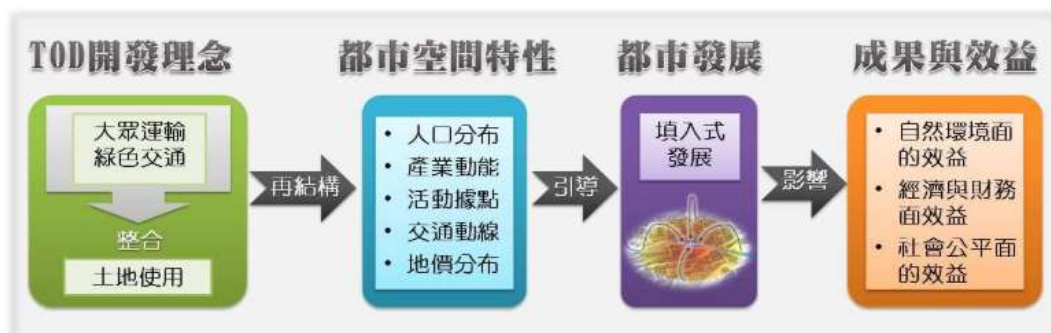 TOD開發理念
大眾運輸
綠色交通
整合
土地使用
再結構
都市空間特性
• 人口分布
• 產業動能
• 活動據點
• 交通動線
• 地價分布
引導
都市發展
填入式
發展
影響
成果與效益
• 自然環境面
的效益
• 經濟與財務
面效益
• 社會公平面
的效益